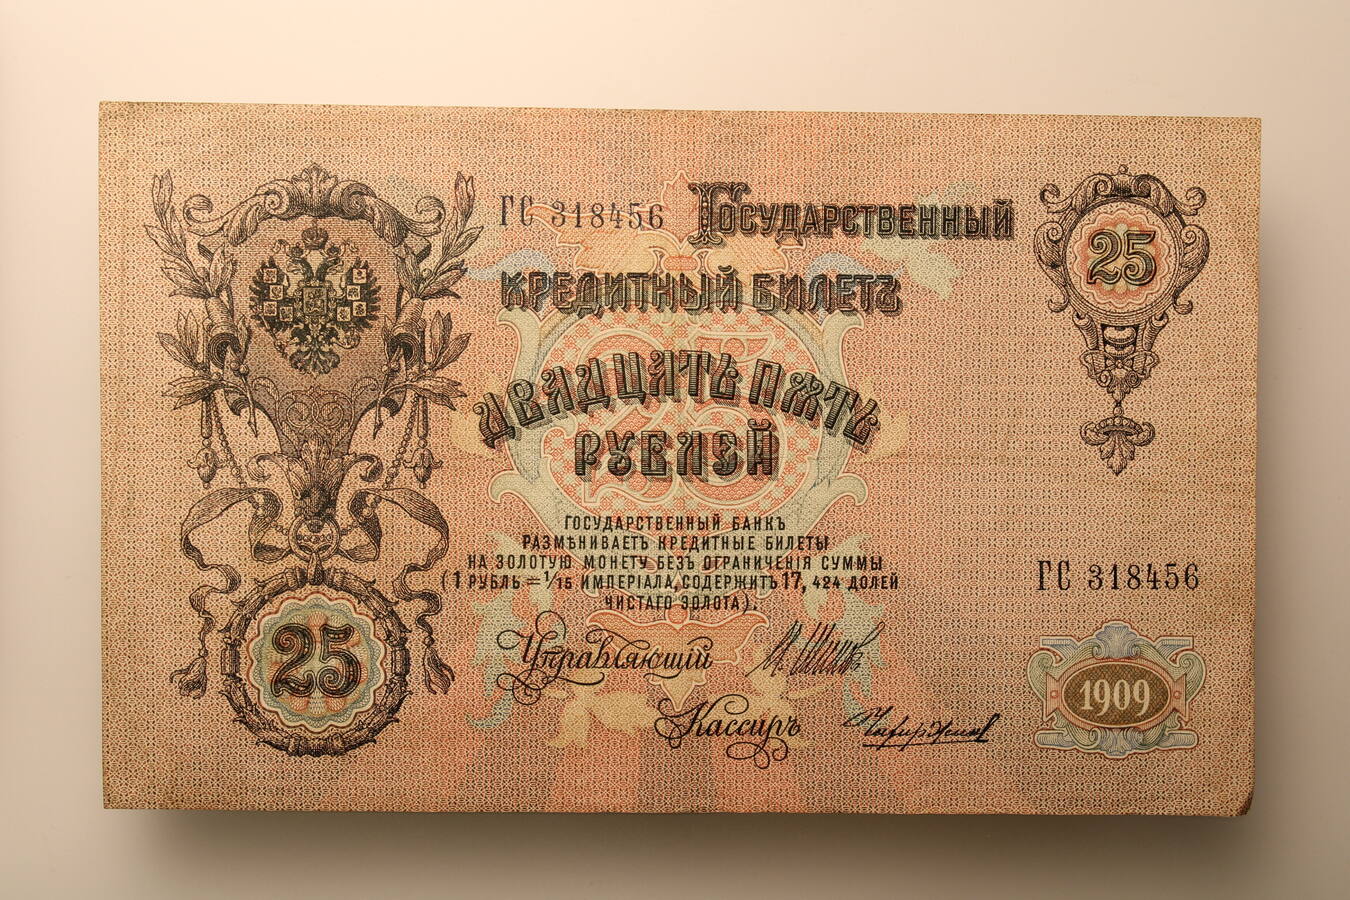 ГС 318456 Государственный
25
кредитный билетъ
двадцать пять
рублей
государственный банкъ
размѣниваетъ кредитные билеты
на золотую монету безъ ограниченія суммы
(1 рубль = 1/15 имперіала, содержитъ 17, 424 долей
чистаго золота).
ГС 318456
25
Управляющій
Кассиръ
1909